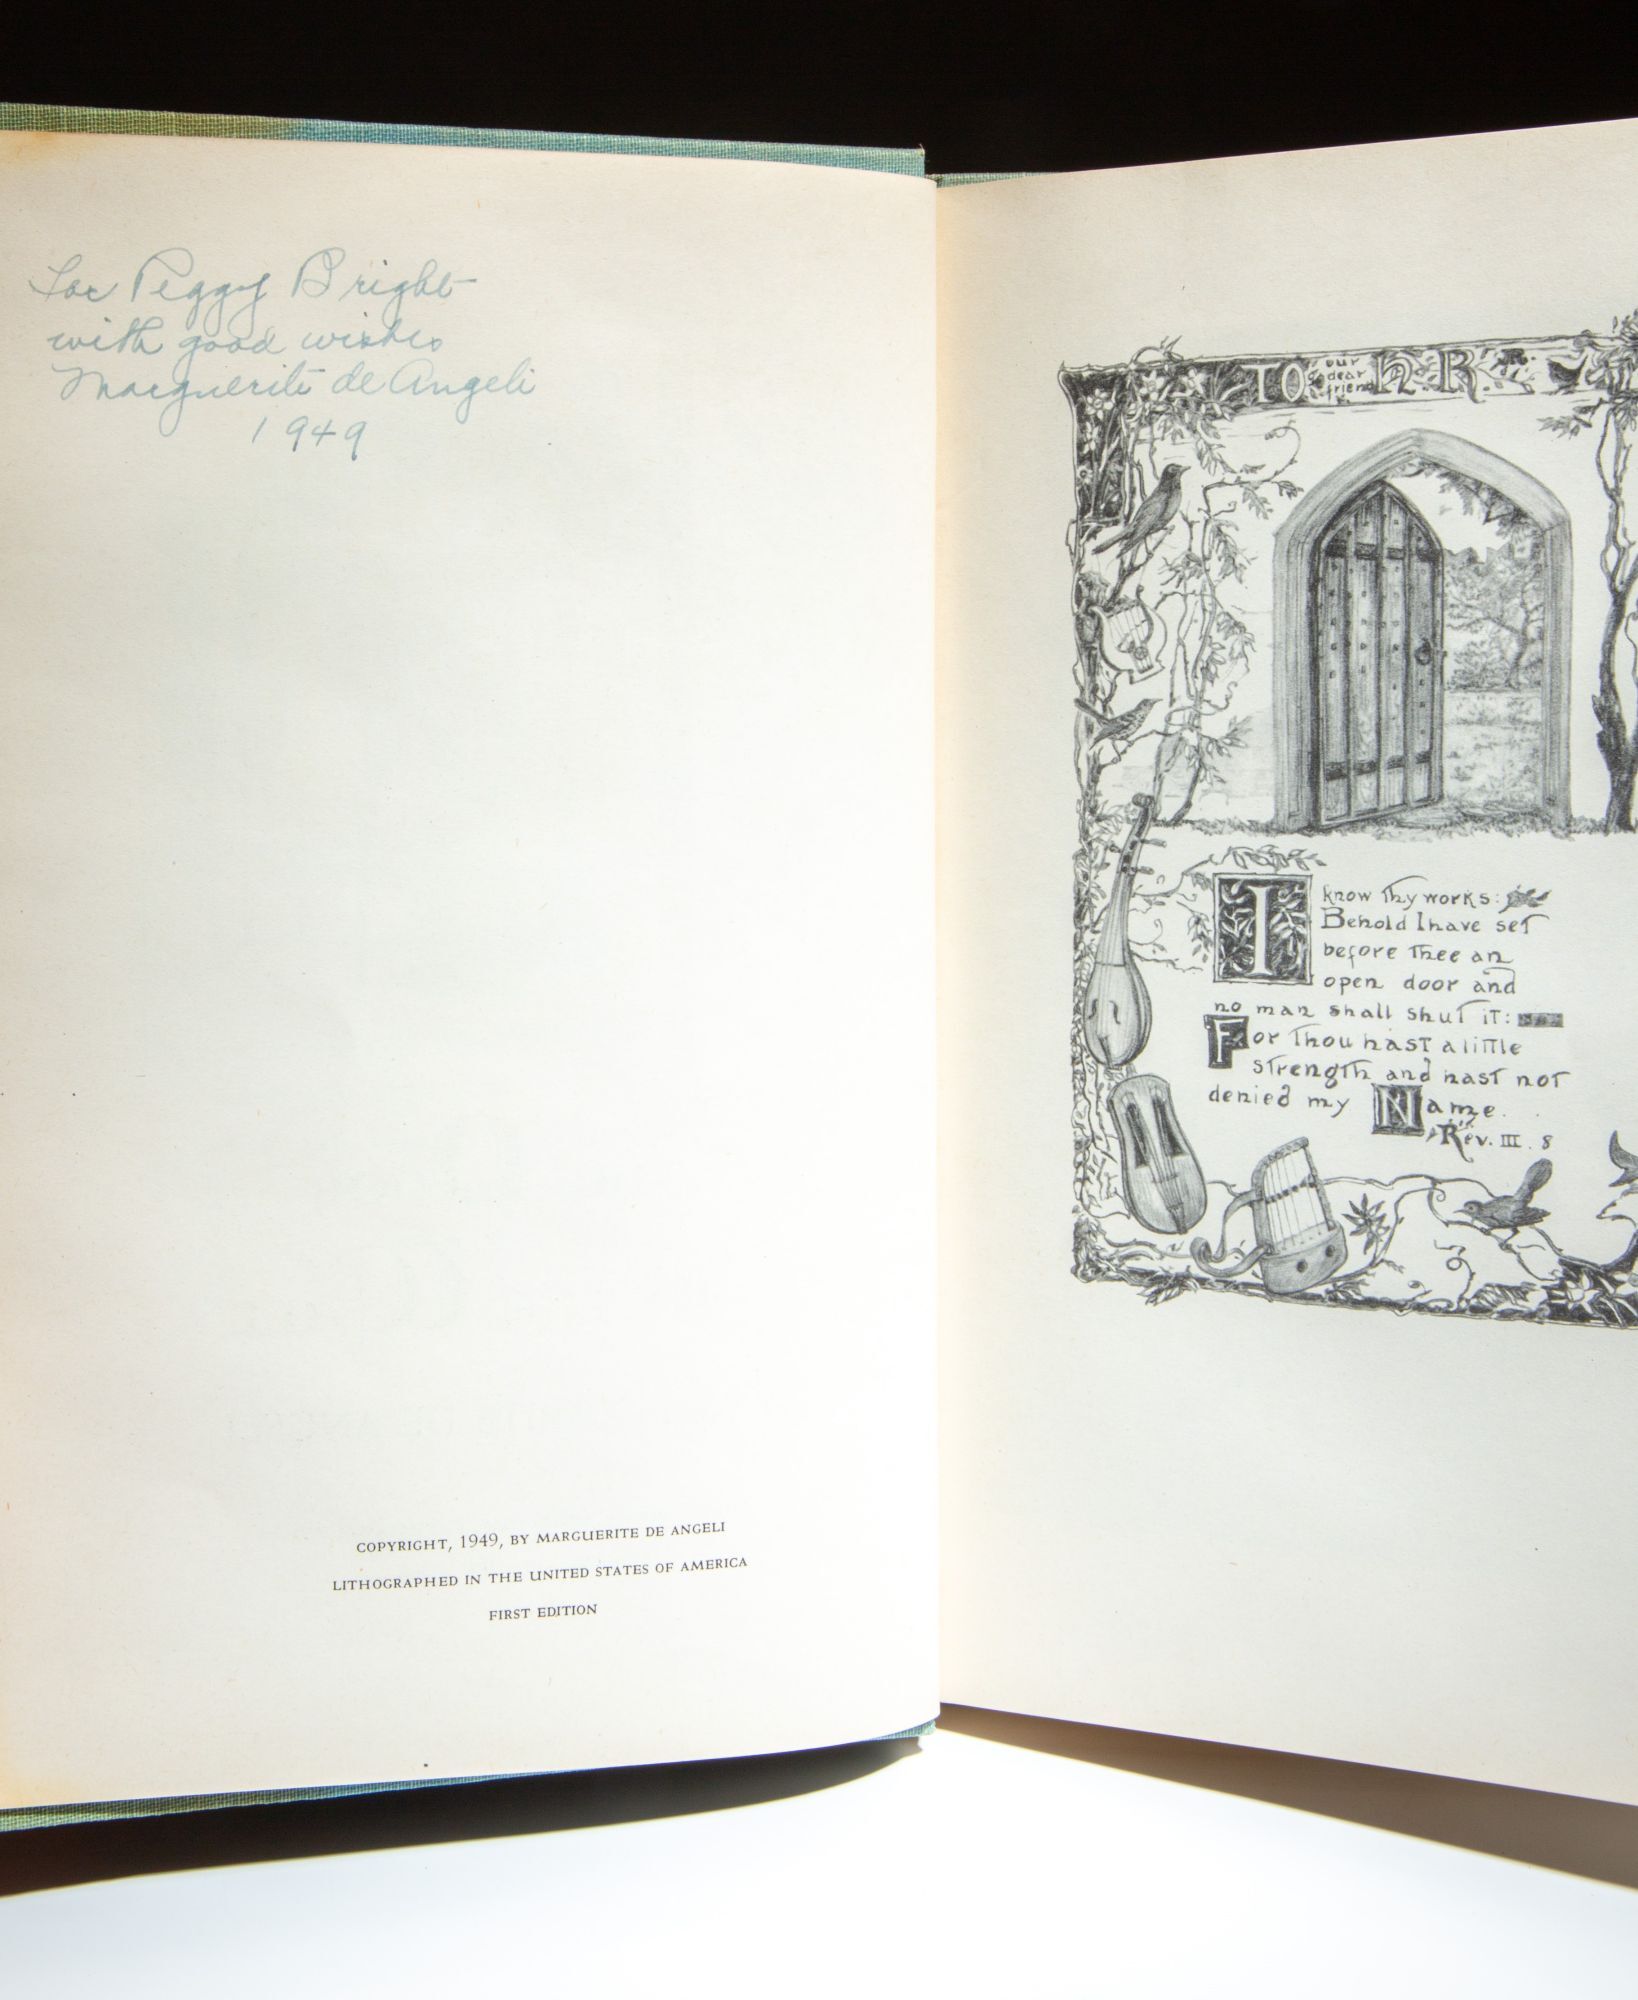 For Peggy Bright
with good wishes
Marguerite de Angeli
1949
COPYRIGHT, 1949, BY MARGUERITE DE ANGELI
LITHOGRAPHED IN THE UNITED STATES OF AMERICA
FIRST EDITION
TO our dear friend H R
I know Thy works:
Behold I have set
before Thee an
open door and
no man shall shut it:
For Thou hast a little
strength and hast not
denied my Name.
Rev. III. 8